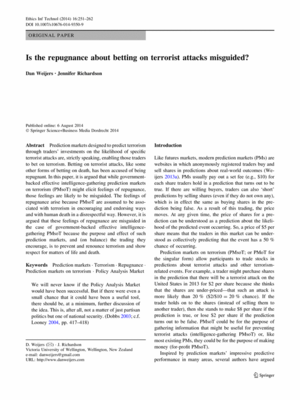 Ethics Inf Technol (2014) 16:251–262
DOI 10.1007/s10676-014-9350-9
ORIGINAL PAPER
Is the repugnance about betting on terrorist attacks misguided?
Dan Weijers · Jennifer Richardson
Published online: 6 August 2014
© Springer Science+Business Media Dordrecht 2014
Abstract Prediction markets designed to predict terrorism
through traders' investments on the likelihood of specific
terrorist attacks are, strictly speaking, enabling those traders
to bet on terrorism. Betting on terrorist attacks, like some
other forms of betting on death, has been accused of being
repugnant. In this paper, it is argued that while government-
backed effective intelligence-gathering prediction markets
on terrorism (PMsoT) might elicit feelings of repugnance,
those feelings are likely to be misguided. The feelings of
repugnance arise because PMsoT are assumed to be asso-
ciated with terrorism in encouraging and endorsing ways
and with human death in a disrespectful way. However, it is
argued that these feelings of repugnance are misguided in
the case of government-backed effective intelligence-
gathering PMsoT because the purpose and effect of such
prediction markets, and (on balance) the trading they
encourage, is to prevent and renounce terrorism and show
respect for matters of life and death.
Keywords Prediction markets · Terrorism · Repugnance ·
Prediction markets on terrorism · Policy Analysis Market
We will never know if the Policy Analysis Market
would have been successful. But if there were even a
small chance that it could have been a useful tool,
there should be, at a minimum, further discussion of
the idea. This is, after all, not a matter of just partisan
politics but one of national security. (Dobbs 2003, c.f.
Looney 2004, pp. 417–418)
D. Weijers (✉) · J. Richardson
Victoria University of Wellington, Wellington, New Zealand
e-mail: danweijers@gmail.com
URL: http://www.danweijers.com
Introduction
Like futures markets, modern prediction markets (PMs) are
websites in which anonymously registered traders buy and
sell shares in predictions about real-world outcomes (Wei-
jers 2013a). PMs usually pay out a set fee (e.g., $10) for
each share traders hold in a prediction that turns out to be
true. If there are willing buyers, traders can also 'short'
predictions by selling shares (even if they do not own any),
which is in effect the same as buying shares in the pre-
diction being false. As a result of this trading, the price
moves. At any given time, the price of shares for a pre-
diction can be understood as a prediction about the likeli-
hood of the predicted event occurring. So, a price of $5 per
share means that the traders in this market can be under-
stood as collectively predicting that the event has a 50 %
chance of occurring.
Prediction markets on terrorism (PMsoT or PMoT for
the singular form) allow participants to trade stocks in
predictions about terrorist attacks and other terrorism-
related events. For example, a trader might purchase shares
in the prediction that there will be a terrorist attack on the
United States in 2013 for $2 per share because she thinks
that the shares are under-priced—that such an attack is
more likely than 20 % ($2/$10 = 20 % chance). If the trader
holds on to the shares (instead of selling them to
another trader), then she stands to make $8 per share if the
prediction is true, or lose $2 per share if the prediction
turns out to be false. PMsoT could be for the purpose of
gathering information that might be useful for preventing
terrorist attacks (intelligence-gathering PMsoT) or, like
most existing PMs, they could be for the purpose of making
money (for-profit PMsoT).
Inspired by prediction markets' impressive predictive
performance in many areas, several authors have argued